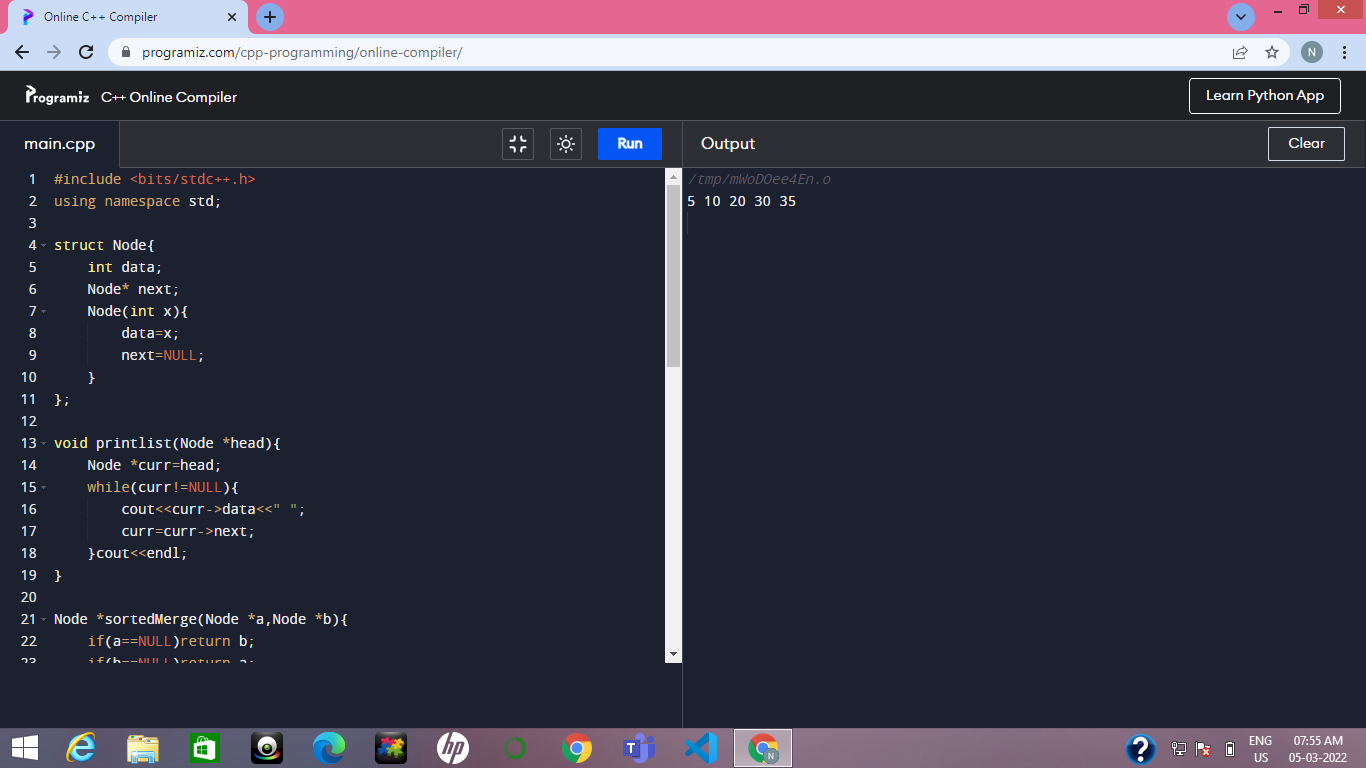 Online C++ Compiler
programiz.com/cpp-programming/online-compiler/
N
Programiz C++ Online Compiler
Learn Python App
main.cpp
Run
Output
Clear
1 #include <bits/stdc++.h>
2 using namespace std;
3
4 struct Node{
5 int data;
6 Node* next;
7 Node(int x){
8 data=x;
9 next=NULL;
10 }
11 };
12
13 void printlist(Node *head){
14 Node *curr=head;
15 while(curr!=NULL){
16 cout<<curr->data<<" ";
17 curr=curr->next;
18 }cout<<endl;
19 }
20
21 Node *sortedMerge(Node *a,Node *b){
22 if(a==NULL)return b;
23 if(b==NULL)return a;
/tmp/mWoDOee4En.o
5 10 20 30 35
hp
T
N
ENG
US
07:55 AM
05-03-2022